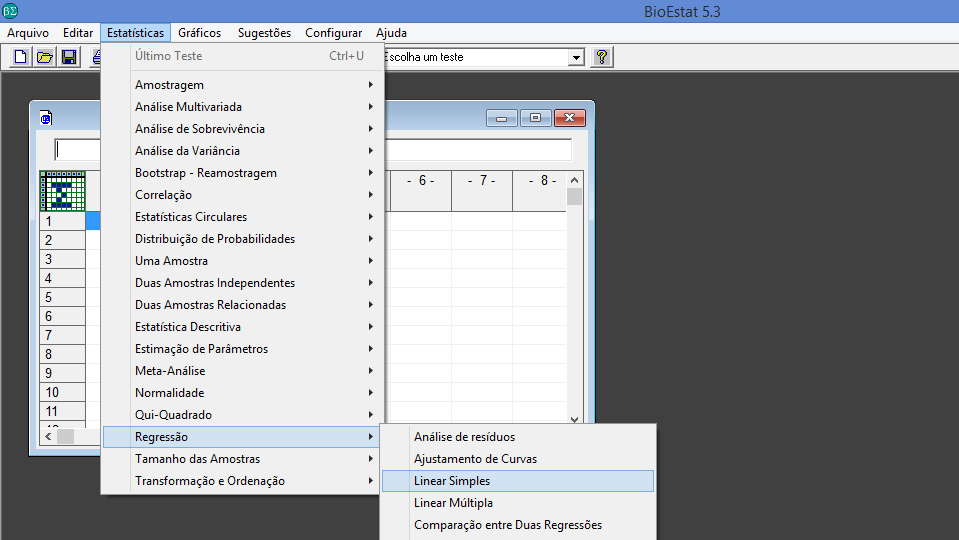 BioEstat 5.3
Arquivo Editar Estatísticas Gráficos Sugestões Configurar Ajuda
Escolha um teste
Último Teste Ctrl+U
Amostragem
Análise Multivariada
Análise de Sobrevivência
Análise da Variância
Bootstrap - Reamostragem
Correlação
Estatísticas Circulares
Distribuição de Probabilidades
Uma Amostra
Duas Amostras Independentes
Duas Amostras Relacionadas
Estatística Descritiva
Estimação de Parâmetros
Meta-Análise
Normalidade
Qui-Quadrado
Regressão
Tamanho das Amostras
Transformação e Ordenação
Análise de resíduos
Ajustamento de Curvas
Linear Simples
Linear Múltipla
Comparação entre Duas Regressões
- 6 - - 7 - - 8 -
1
2
3
4
5
6
7
8
9
10
11